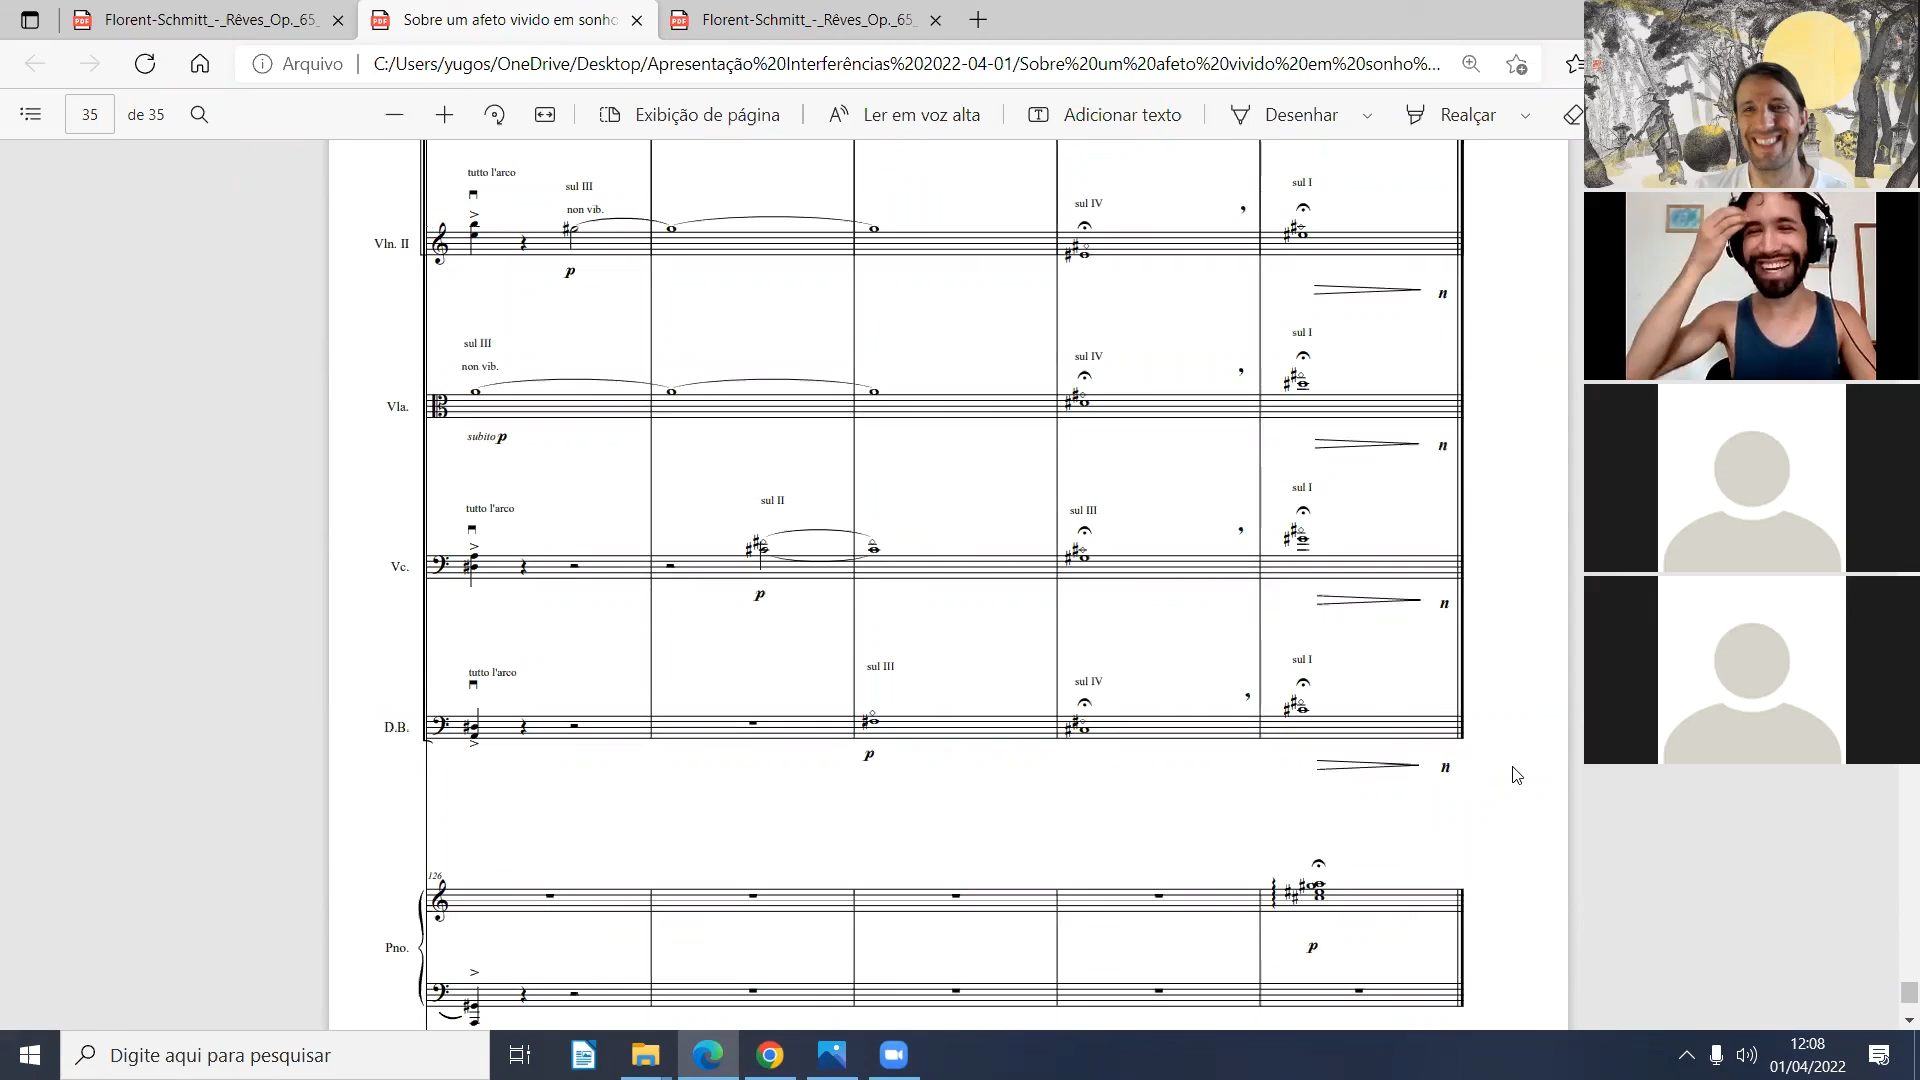 Florent-Schmitt_-_Rêves,_Op._65_
Sobre um afeto vivido em sonho
Florent-Schmitt_-_Rêves,_Op._65_
Arquivo
C:/Users/yugos/OneDrive/Desktop/Apresentação%20Interferências%202022-04-01/Sobre%20um%20afeto%20vivido%20em%20sonho%...
35 de 35
Exibição de página
Ler em voz alta
Adicionar texto
Desenhar
Realçar
tutto l'arco
sul III
non vib.
sul IV
sul I
Vln. II
p
n
sul III
non vib.
sul IV
sul I
Vla.
subito p
n
tutto l'arco
sul II
sul III
sul I
Vc.
p
n
tutto l'arco
sul III
sul IV
sul I
D.B.
p
n
126
Pno.
p
Digite aqui para pesquisar
12:08
01/04/2022